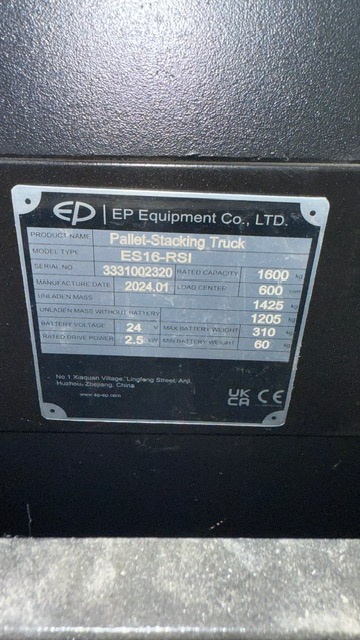 EP | EP Equipment Co., LTD.
PRODUCT NAME Pallet-Stacking Truck
MODEL TYPE ES16-RSI
SERIAL NO 3331002320 RATED CAPACITY 1600 kg
MANUFACTURE DATE 2024.01 LOAD CENTER 600 mm
UNLADEN MASS 1425 kg
UNLADEN MASS WITHOUT BATTERY 1205 kg
BATTERY VOLTAGE 24 V MAX BATTERY WEIGHT 310 kg
RATED DRIVE POWER 2.5 kW MIN BATTERY WEIGHT 60 kg
No.1 Xiaquan Village, Lingfeng Street, Anji,
Huzhou, Zhejiang, China
www.ep-ep.com
UK CA CE